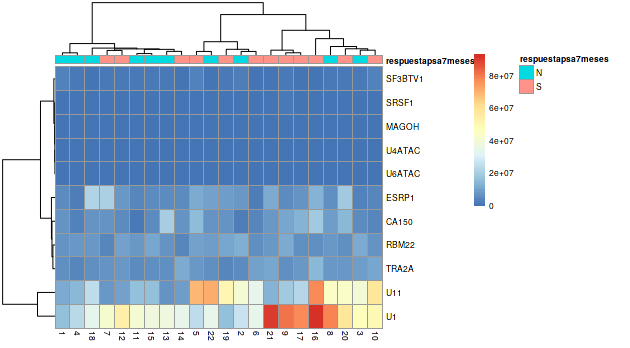 respuestapsa7meses
respuestapsa7meses
N
S
8e+07
6e+07
4e+07
2e+07
0
SF3BTV1
SRSF1
MAGOH
U4ATAC
U6ATAC
ESRP1
CA150
RBM22
TRA2A
U11
U1
1 4 18 7 12 11 15 13 14 5 22 19 2 6 21 9 17 16 8 20 3 10